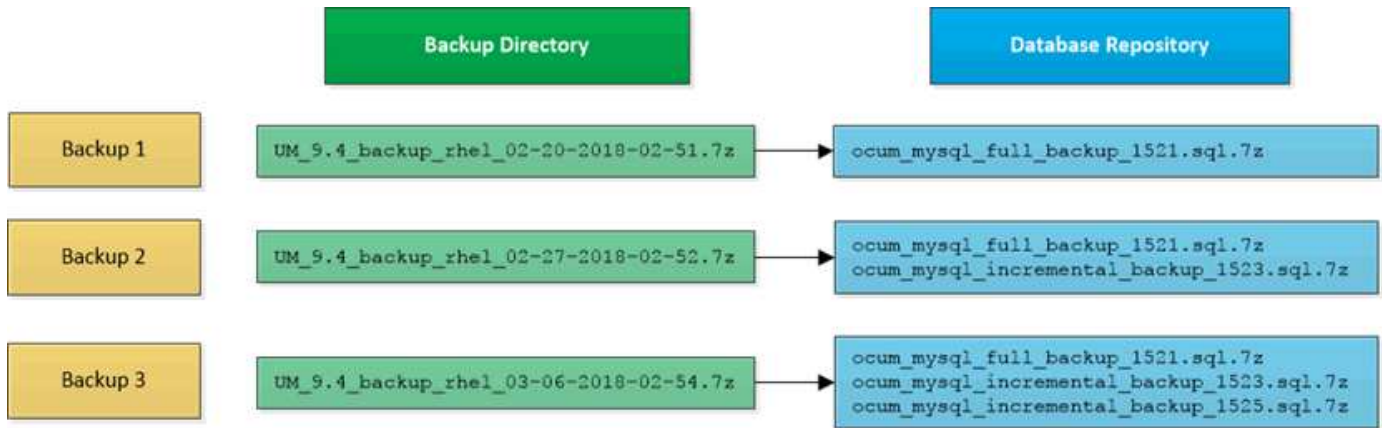 Backup Directory
Database Repository
Backup 1
UM_9.4_backup_rhel_02-20-2018-02-51.7z
ocum_mysql_full_backup_1521.sql.7z
Backup 2
UM_9.4_backup_rhel_02-27-2018-02-52.7z
ocum_mysql_full_backup_1521.sql.7z
ocum_mysql_incremental_backup_1523.sql.7z
Backup 3
UM_9.4_backup_rhel_03-06-2018-02-54.7z
ocum_mysql_full_backup_1521.sql.7z
ocum_mysql_incremental_backup_1523.sql.7z
ocum_mysql_incremental_backup_1525.sql.7z